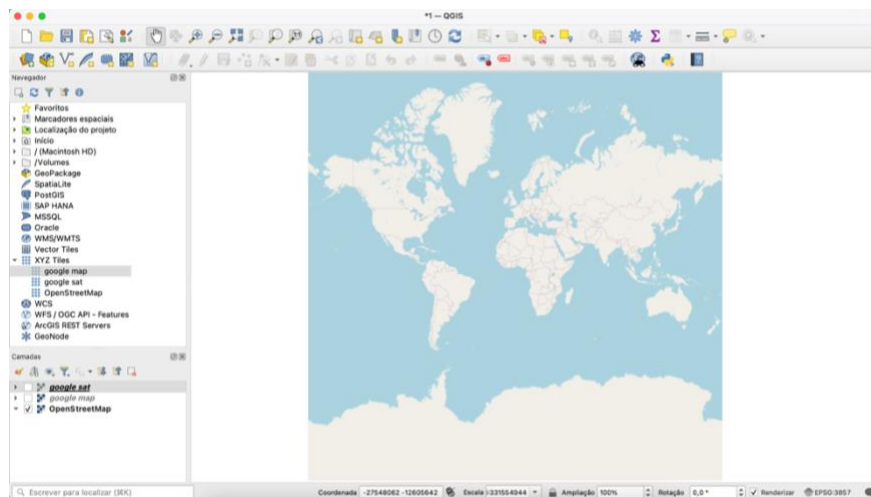 *1 — QGIS
Navegador
Favoritos
Marcadores espaciais
Localização do projeto
Início
/ (Macintosh HD)
/Volumes
GeoPackage
SpatiaLite
PostGIS
SAP HANA
MSSQL
Oracle
WMS/WMTS
Vector Tiles
XYZ Tiles
google map
google sat
OpenStreetMap
WCS
WFS / OGC API - Features
ArcGIS REST Servers
GeoNode
Camadas
google sat
google map
OpenStreetMap
Escrever para localizar (⌘K) Coordenada -27548062 -12605642 Escala 1:331554944 Ampliação 100% Rotação 0,0 ° Renderizar EPSG:3857